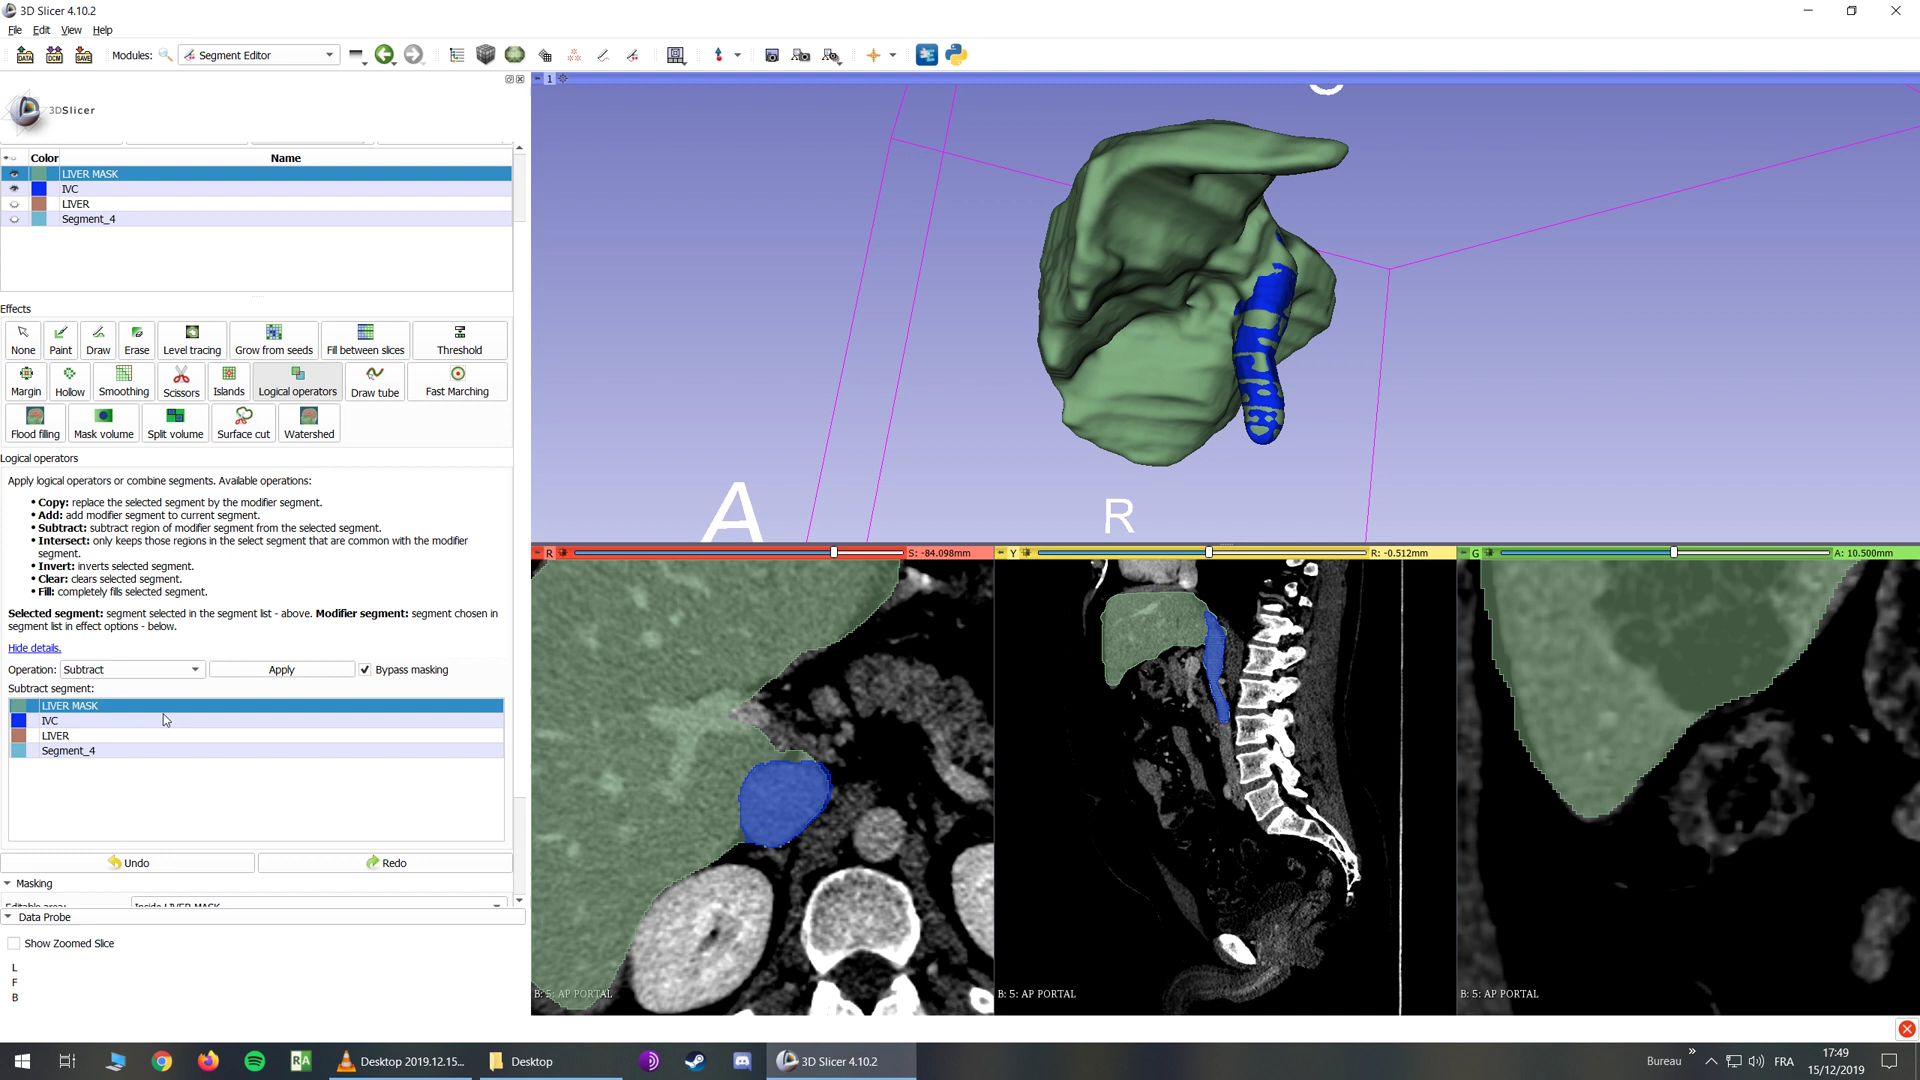 3D Slicer 4.10.2
File Edit View Help
DATA DCM SAVE Modules: Segment Editor
1
3DSlicer
Color Name
LIVER MASK
IVC
LIVER
Segment_4
Effects
None Paint Draw Erase Level tracing Grow from seeds Fill between slices Threshold
Margin Hollow Smoothing Scissors Islands Logical operators Draw tube Fast Marching
Flood filling Mask volume Split volume Surface cut Watershed
Logical operators
Apply logical operators or combine segments. Available operations:
• Copy: replace the selected segment by the modifier segment.
• Add: add modifier segment to current segment.
• Subtract: subtract region of modifier segment from the selected segment.
• Intersect: only keeps those regions in the select segment that are common with the modifier
segment.
• Invert: inverts selected segment.
• Clear: clears selected segment.
• Fill: completely fills selected segment.
Selected segment: segment selected in the segment list - above. Modifier segment: segment chosen in
segment list in effect options - below.
Hide details.
Operation: Subtract Apply Bypass masking
Subtract segment:
LIVER MASK
IVC
LIVER
Segment_4
Undo Redo
Masking
Editable area: Inside LIVER MASK
Data Probe
Show Zoomed Slice
L
F
B
A R
R S: -84.098mm Y R: -0.512mm G A: 10.500mm
B: 5: AP PORTAL B: 5: AP PORTAL B: 5: AP PORTAL
RA Desktop 2019.12.15... Desktop 3D Slicer 4.10.2 Bureau FRA 17:49
15/12/2019